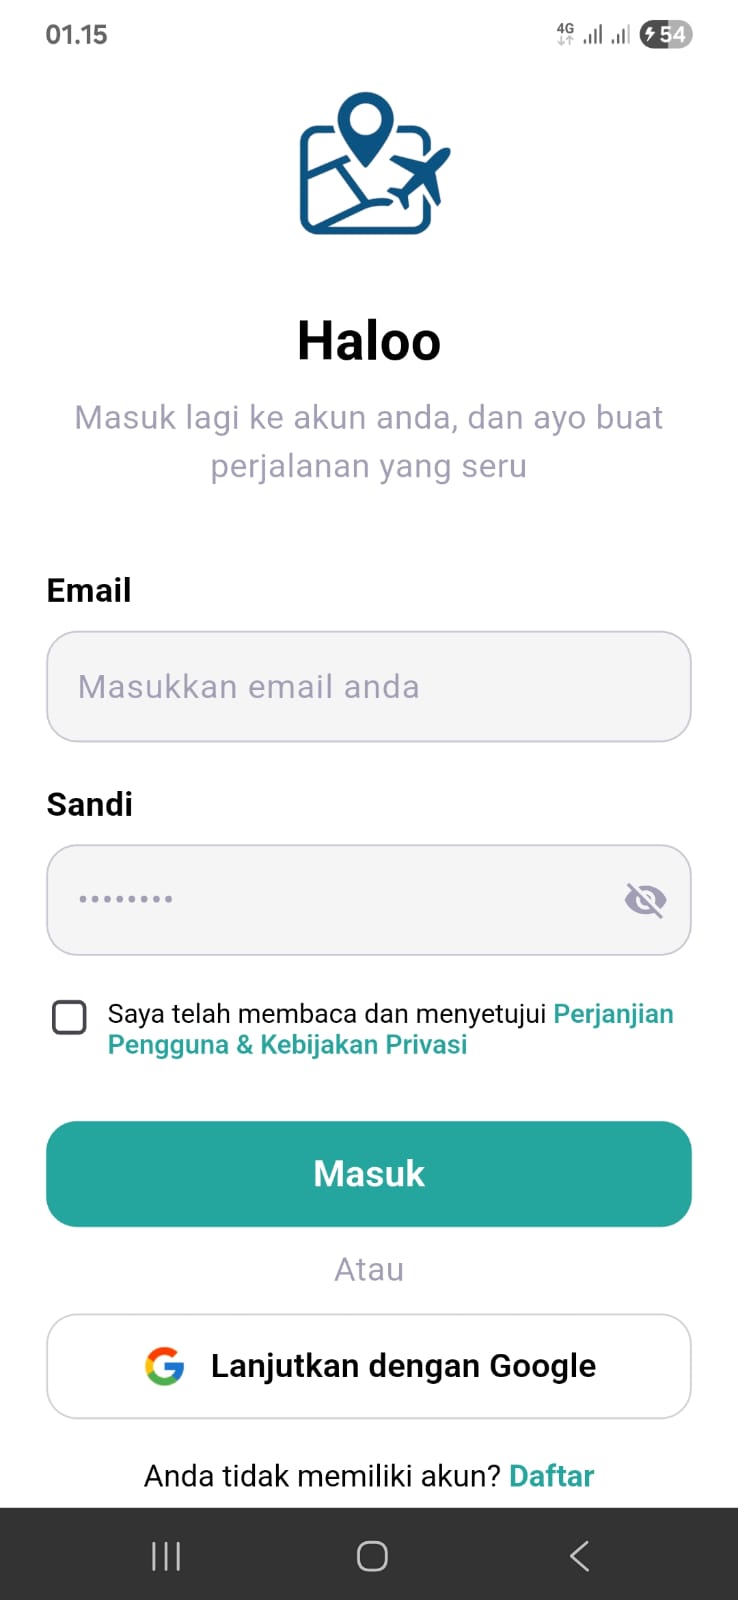 01.15
4G
54
Haloo
Masuk lagi ke akun anda, dan ayo buat
perjalanan yang seru
Email
Masukkan email anda
Sandi
Saya telah membaca dan menyetujui Perjanjian
Pengguna & Kebijakan Privasi
Masuk
Atau
Lanjutkan dengan Google
Anda tidak memiliki akun? Daftar